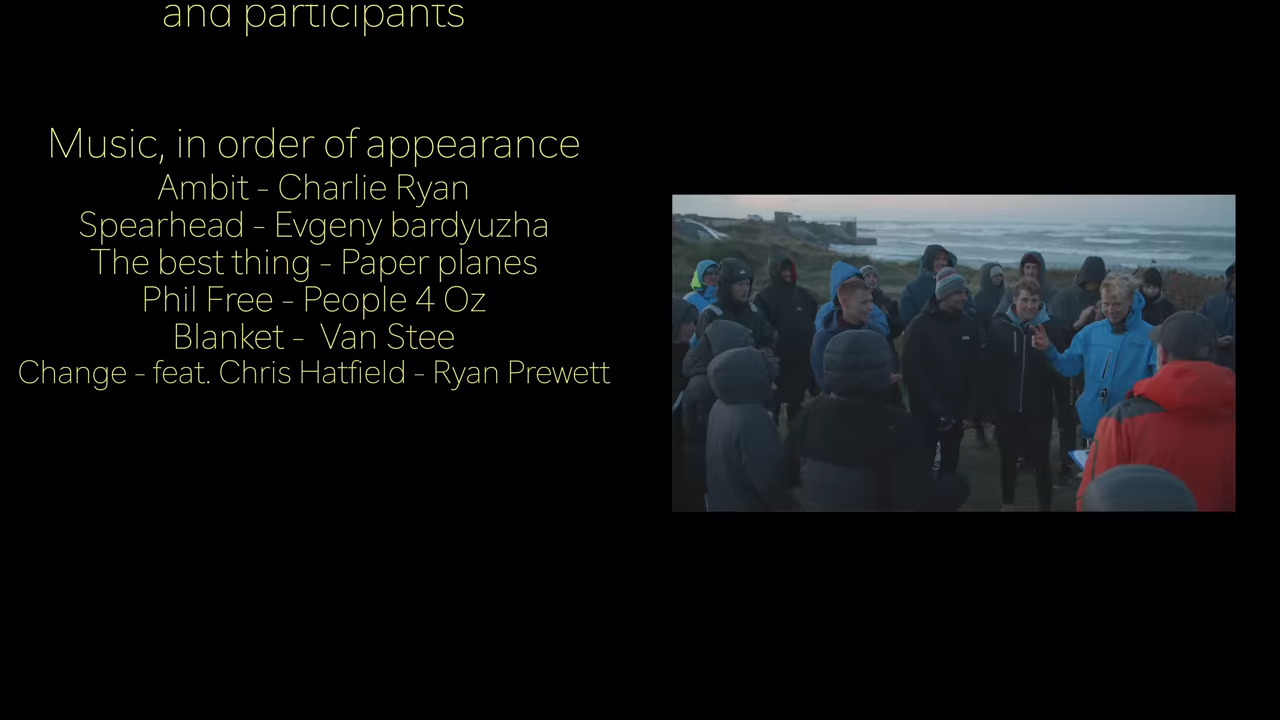 and participants
Music, in order of appearance
Ambit - Charlie Ryan
Spearhead - Evgeny bardyuzha
The best thing - Paper planes
Phil Free - People 4 Oz
Blanket -  Van Stee
Change - feat. Chris Hatfield - Ryan Prewett